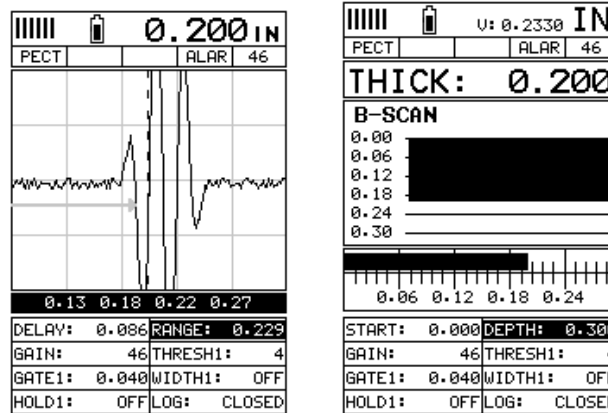 0.200 IN
PECT ALAR 46
0.13 0.18 0.22 0.27
DELAY: 0.086 RANGE: 0.229
GAIN: 46 THRESH1: 4
GATE1: 0.040 WIDTH1: OFF
HOLD1: OFF LOG: CLOSED
V: 0.2330 IN
PECT ALAR 46
THICK: 0.200
B-SCAN
0.00
0.06
0.12
0.18
0.24
0.30
0.06 0.12 0.18 0.24
START: 0.000 DEPTH: 0.300
GAIN: 46 THRESH1:
GATE1: 0.040 WIDTH1: OFF
HOLD1: OFF LOG: CLOSED